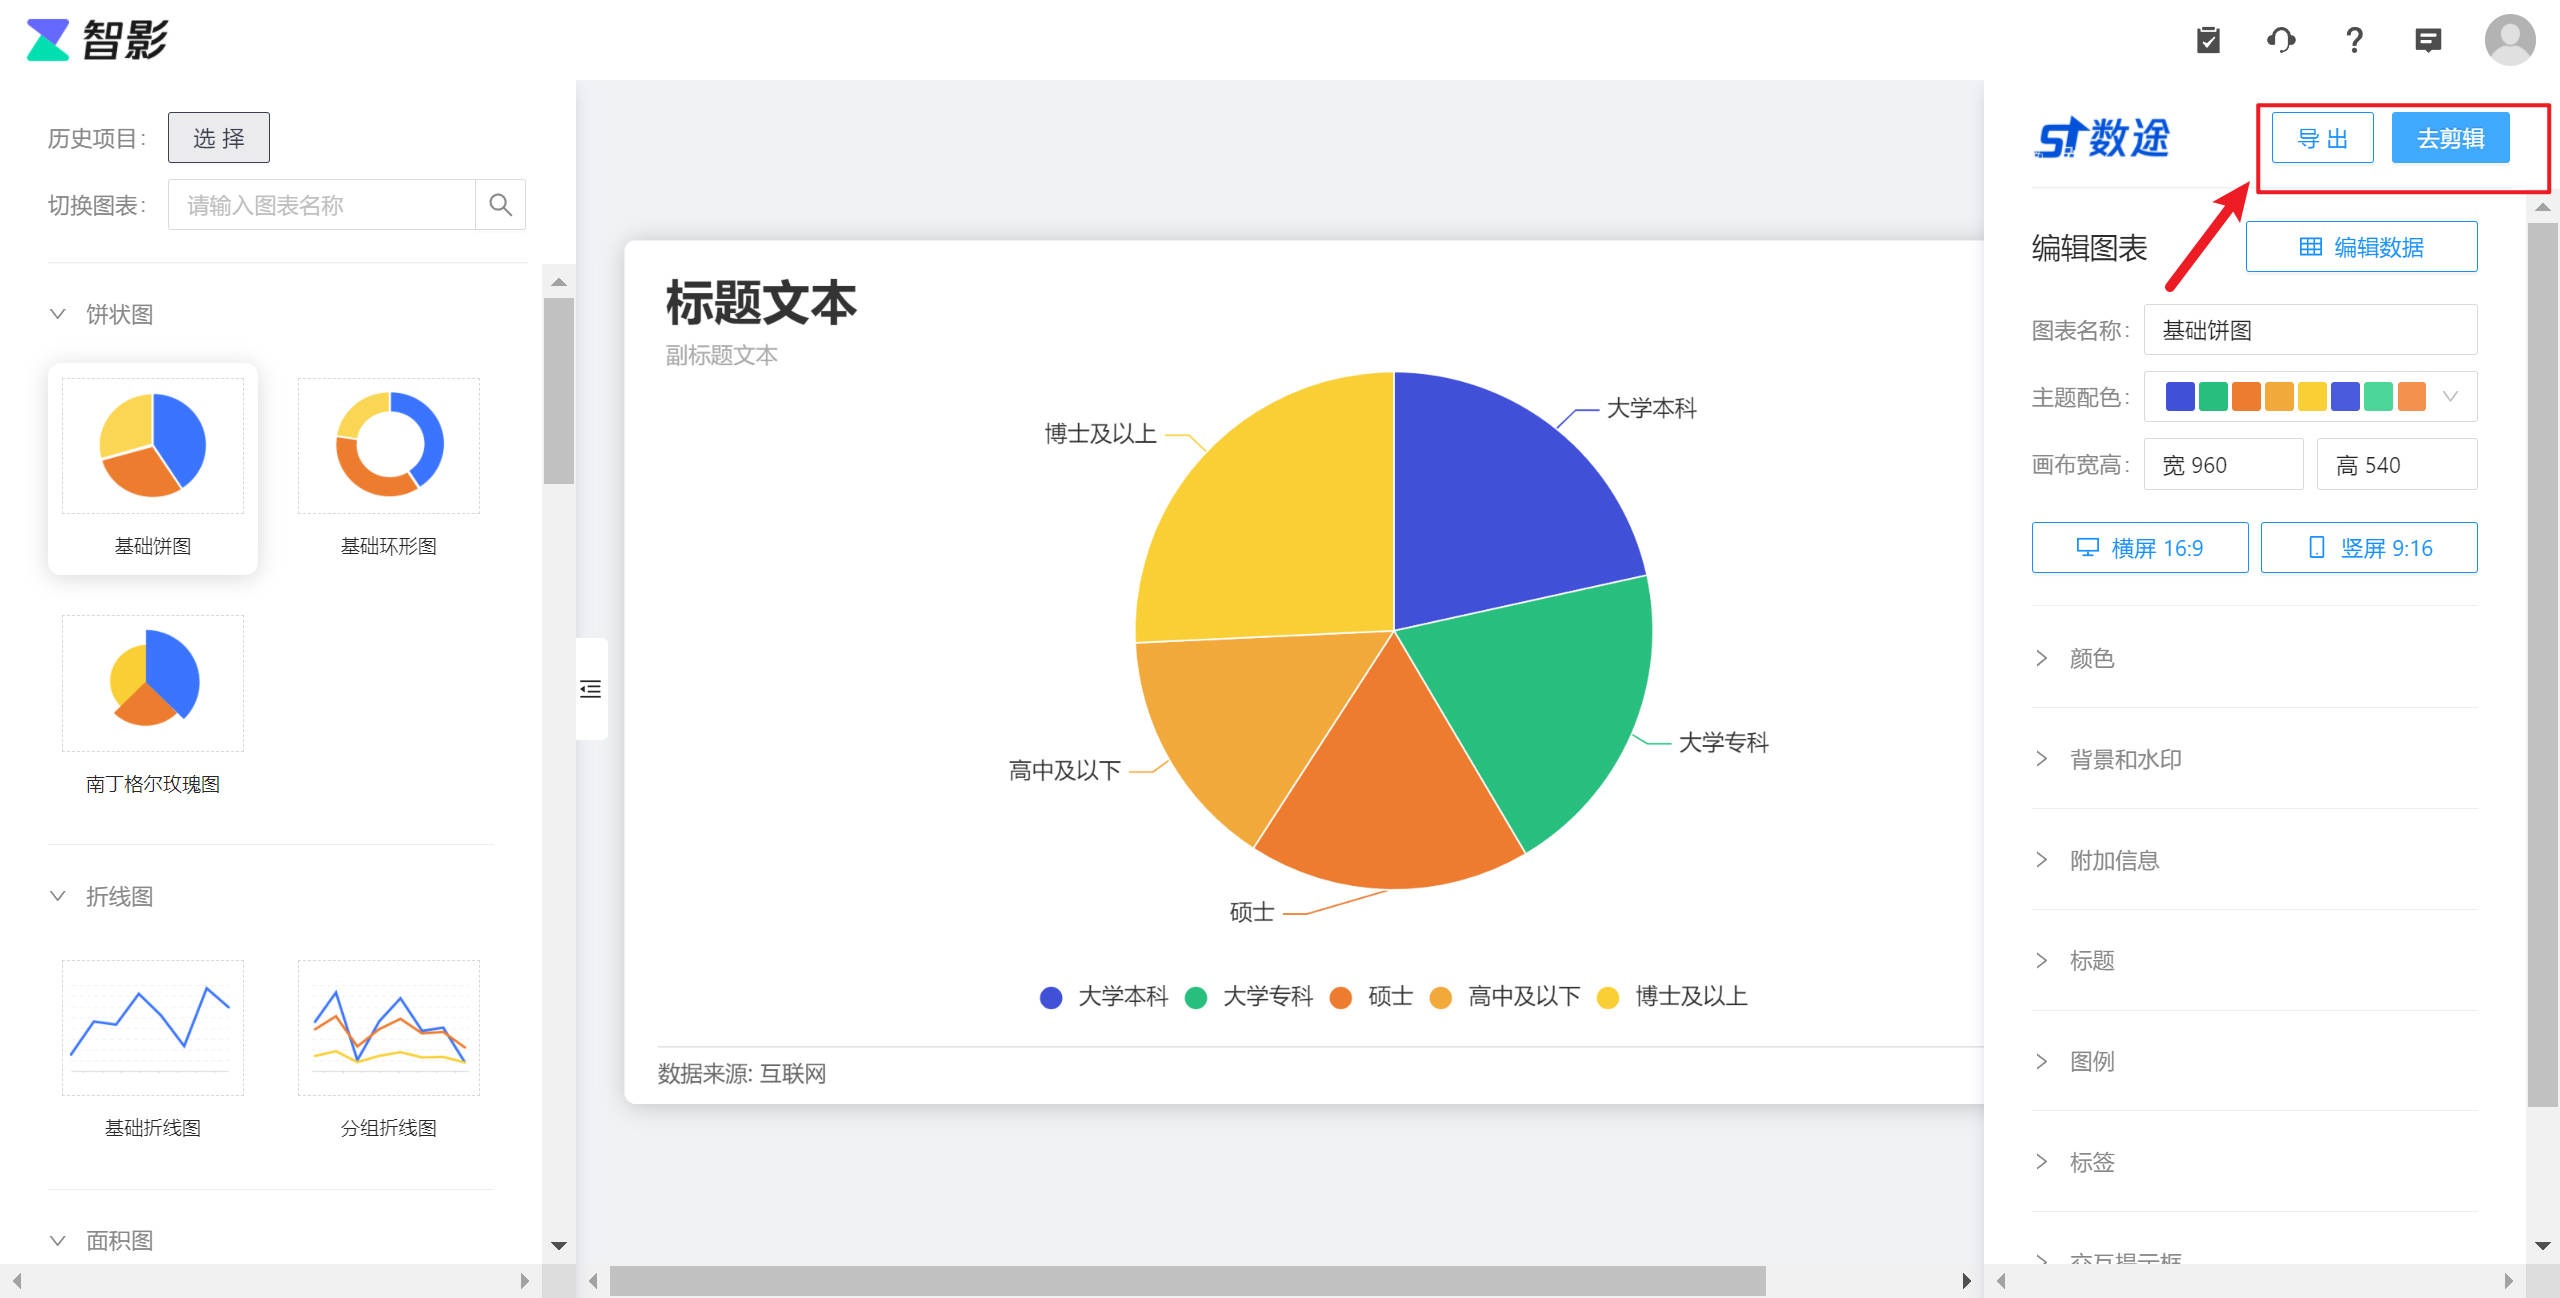 智影
历史项目：
选 择
切换图表：
请输入图表名称
饼状图
基础饼图
基础环形图
南丁格尔玫瑰图
折线图
基础折线图
分组折线图
面积图
标题文本
副标题文本
大学本科
博士及以上
大学专科
高中及以下
硕士
大学本科 大学专科 硕士 高中及以下 博士及以上
数据来源: 互联网
数途
导 出
去剪辑
编辑图表
编辑数据
图表名称：
基础饼图
主题配色：
画布宽高：
宽 960
高 540
横屏 16:9
竖屏 9:16
颜色
背景和水印
附加信息
标题
图例
标签
交互提示框